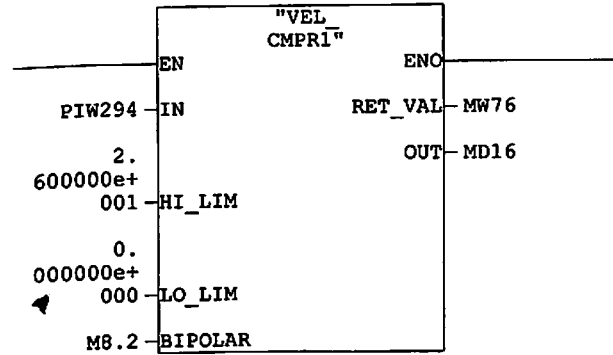 "VEL_
CMPR1"
EN ENO
PIW294 IN RET_VAL MW76
2. OUT MD16
600000e+
001 HI_LIM
0.
000000e+
000 LO_LIM
M8.2 BIPOLAR